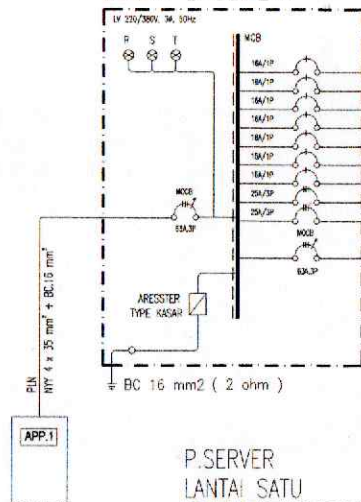 LV 220/380V, 3Ø, 50Hz
R S T
MCB
16A/1P
16A/1P
16A/1P
16A/1P
16A/1P
16A/1P
16A/1P
25A/3P
25A/3P
MCCB
63A,3P
MCCB
63A,3P
ARESSTER
TYPE KASAR
BC 16 mm2 ( 2 ohm )
PLN
NYY 4 x 35 mm² + BC.16 mm²
APP.1
P.SERVER
LANTAI SATU